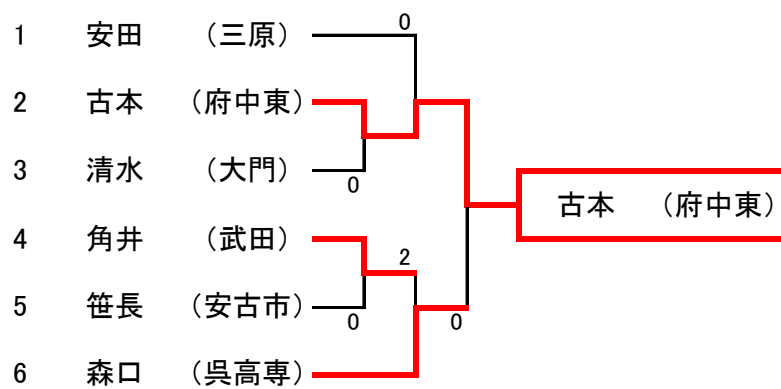 0
1 安田 （三原）
2 古本 （府中東）
3 清水 （大門）
0
古本 （府中東）
4 角井 （武田）
2
5 笹長 （安古市）
0 0
6 森口 （呉高専）